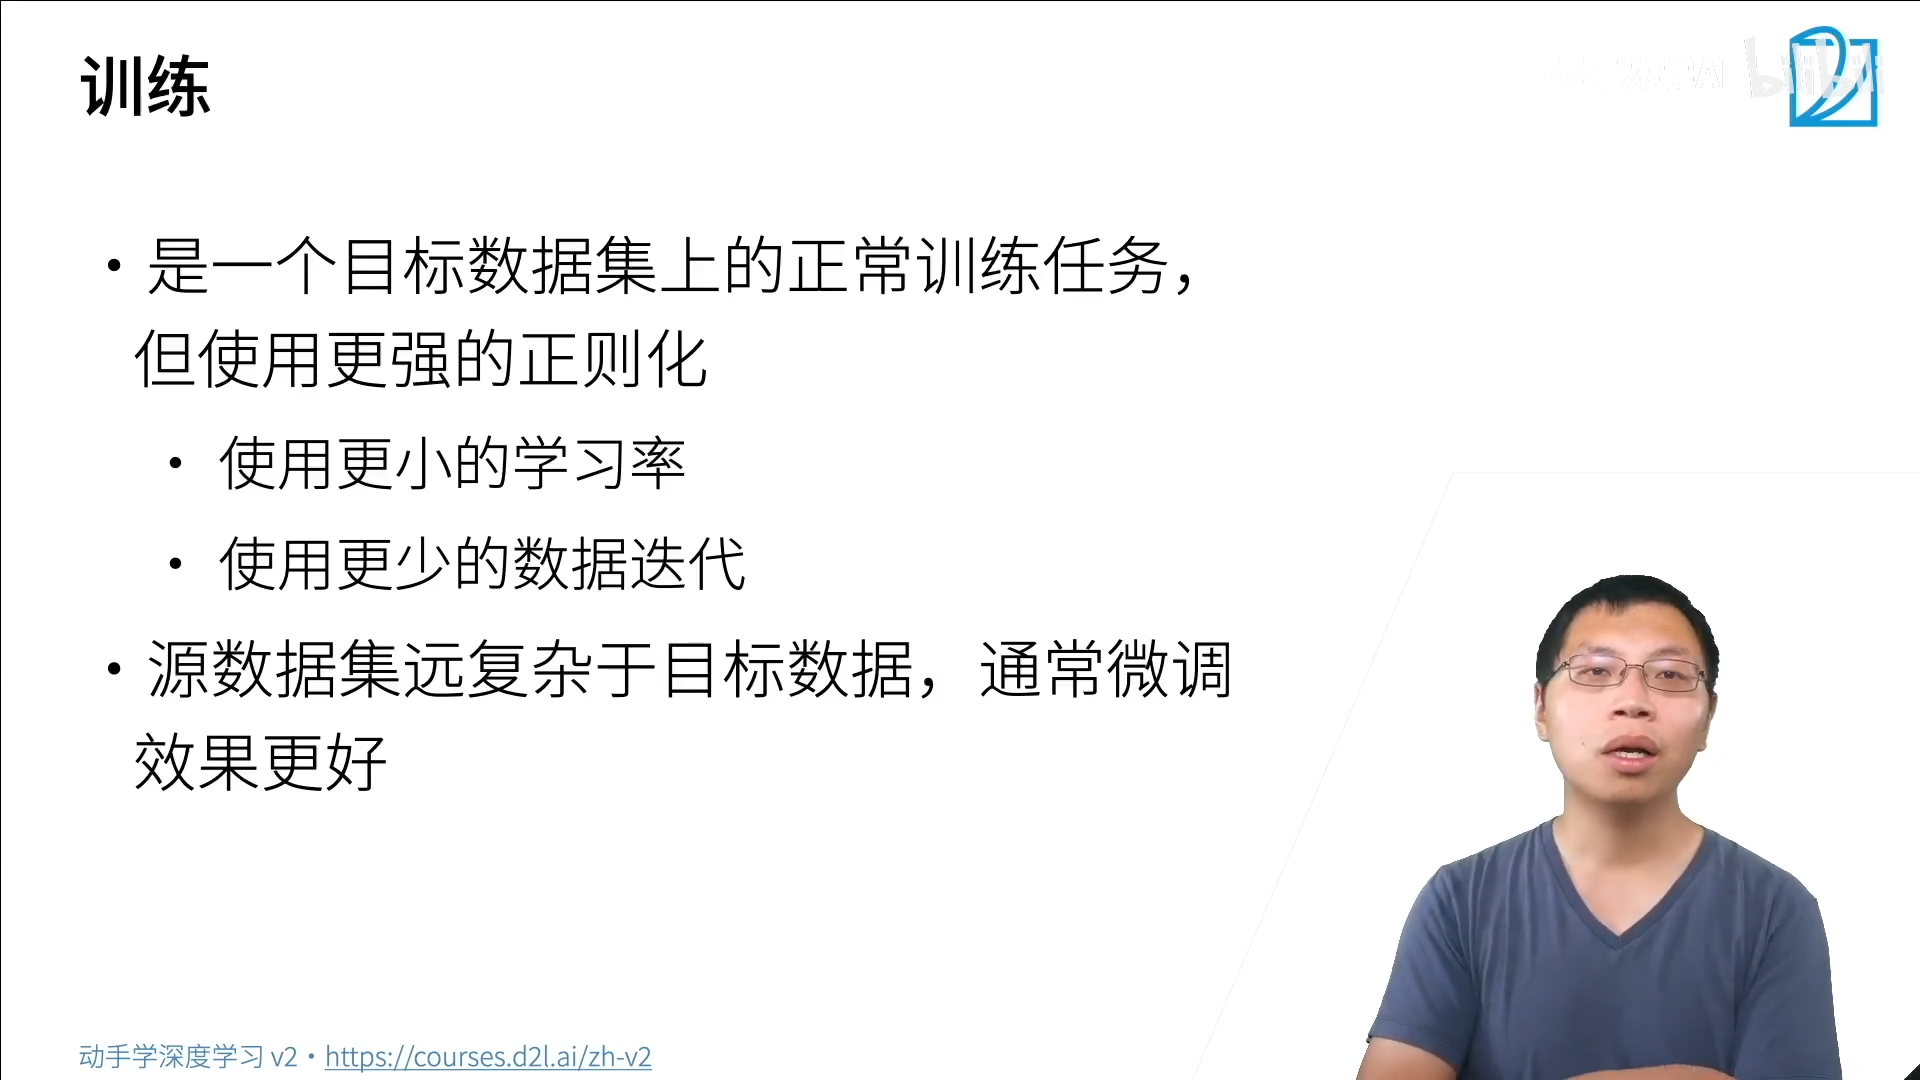 训练
• 是一个目标数据集上的正常训练任务，
但使用更强的正则化
• 使用更小的学习率
• 使用更少的数据迭代
• 源数据集远复杂于目标数据，通常微调
效果更好
动手学深度学习 v2 • https://courses.d2l.ai/zh-v2
bilibili